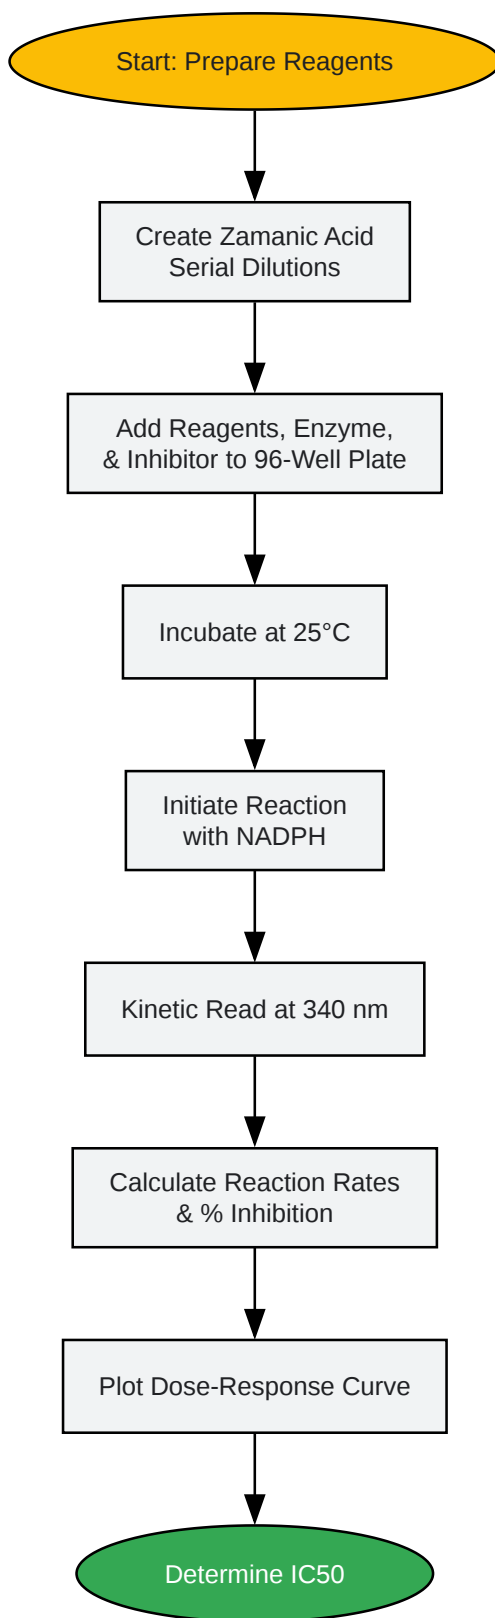 Start: Prepare Reagents
Create Zamanic Acid
Serial Dilutions
Add Reagents, Enzyme,
& Inhibitor to 96-Well Plate
Incubate at 25°C
Initiate Reaction
with NADPH
Kinetic Read at 340 nm
Calculate Reaction Rates
& % Inhibition
Plot Dose-Response Curve
Determine IC50